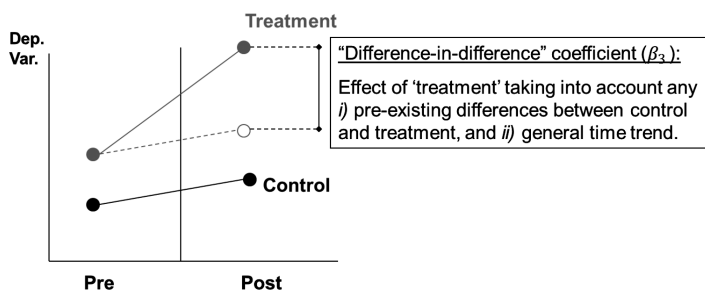 Treatment
Dep.
Var.
“Difference-in-difference” coefficient (β₃):
Effect of ‘treatment’ taking into account any
i) pre-existing differences between control
and treatment, and ii) general time trend.
Control
Pre
Post